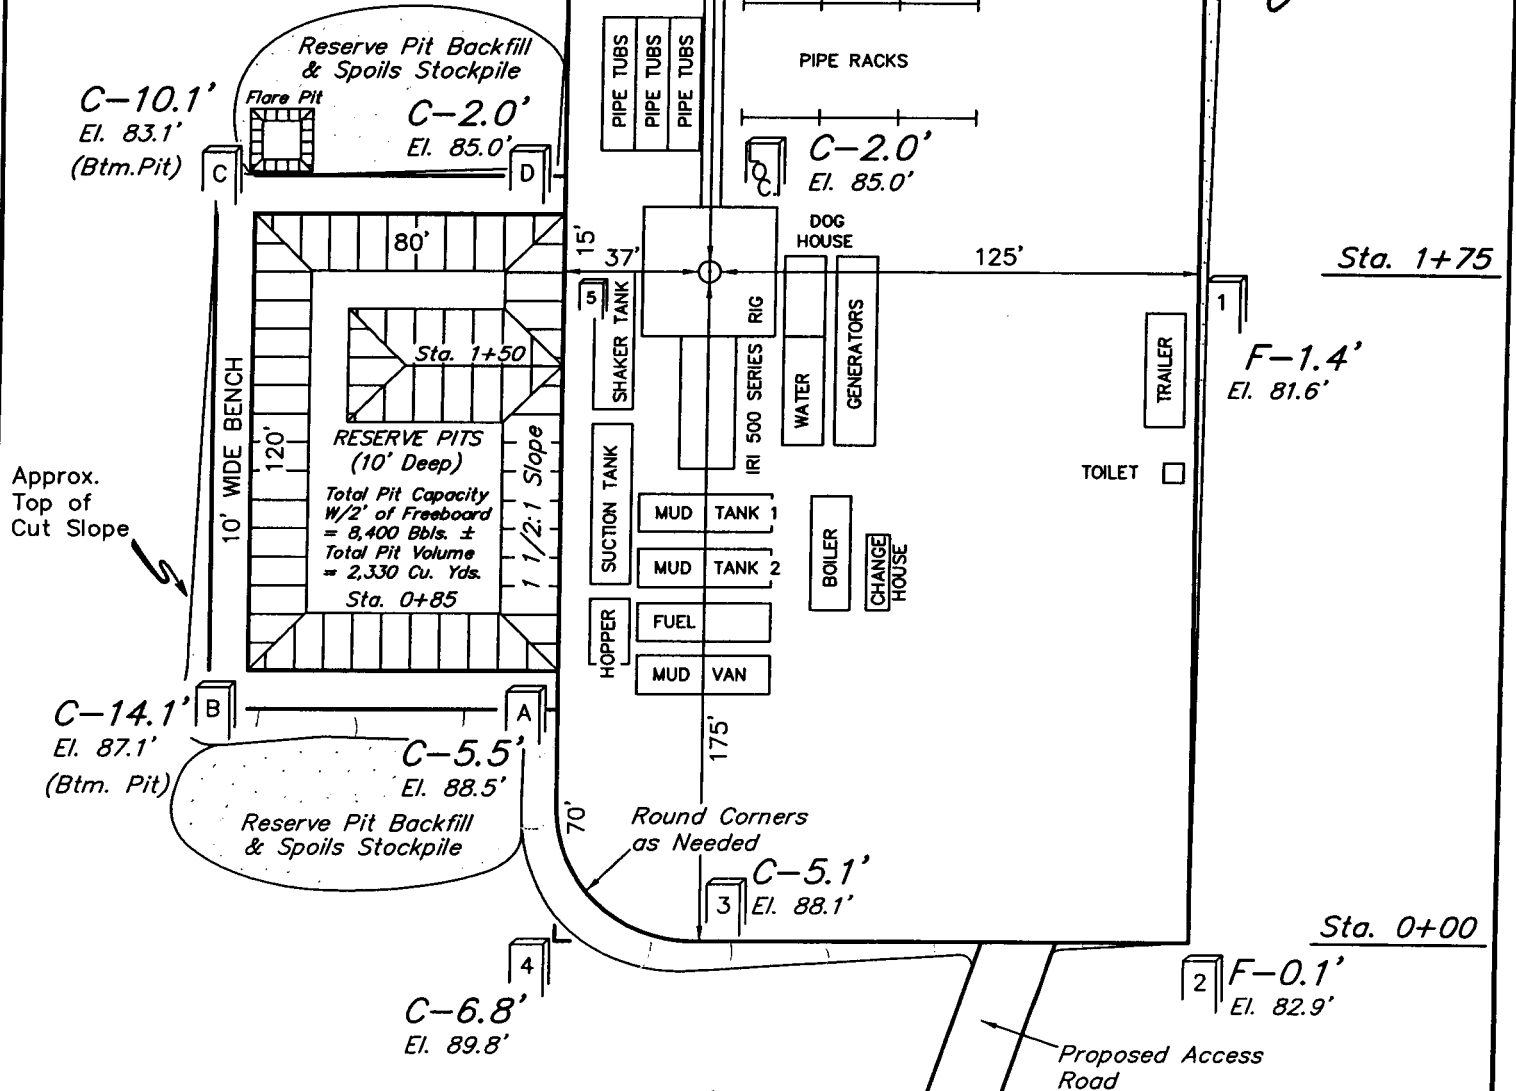 Reserve Pit Backfill
& Spoils Stockpile
Flare Pit
C-10.1'
El. 83.1'
(Btm.Pit)
C-2.0'
El. 85.0'
C
D
PIPE TUBS
PIPE TUBS
PIPE TUBS
PIPE RACKS
C-2.0'
El. 85.0'
DOG
HOUSE
80'
15'
37'
125'
Sta. 1+75
5
SHAKER TANK
RIG
IRI 500 SERIES
WATER
GENERATORS
TRAILER
1
F-1.4'
El. 81.6'
Sta. 1+50
10' WIDE BENCH
120'
RESERVE PITS
(10' Deep)
Total Pit Capacity
W/2' of Freeboard
= 8,400 Bbls. ±
Total Pit Volume
= 2,330 Cu. Yds.
Sta. 0+85
1 1/2:1 Slope
SUCTION TANK
TOILET
Approx.
Top of
Cut Slope
MUD TANK 1
MUD TANK 2
FUEL
MUD VAN
HOPPER
BOILER
CHANGE
HOUSE
B
A
C-14.1'
El. 87.1'
(Btm. Pit)
C-5.5'
El. 88.5'
175'
70'
Reserve Pit Backfill
& Spoils Stockpile
Round Corners
as Needed
3
C-5.1'
El. 88.1'
Sta. 0+00
4
C-6.8'
El. 89.8'
2
F-0.1'
El. 82.9'
Proposed Access
Road